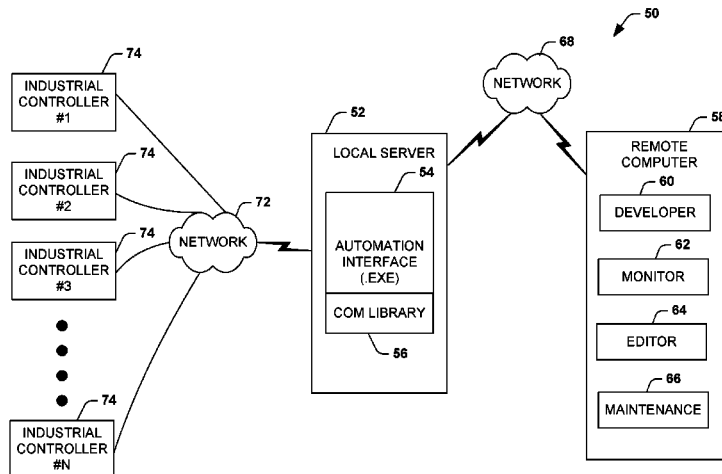 50
68
NETWORK
74
INDUSTRIAL
CONTROLLER
#1
74
INDUSTRIAL
CONTROLLER
#2
74
INDUSTRIAL
CONTROLLER
#3
74
INDUSTRIAL
CONTROLLER
#N
72
NETWORK
52
LOCAL SERVER
54
AUTOMATION
INTERFACE
(.EXE)
COM LIBRARY
56
58
REMOTE
COMPUTER
60
DEVELOPER
62
MONITOR
64
EDITOR
66
MAINTENANCE